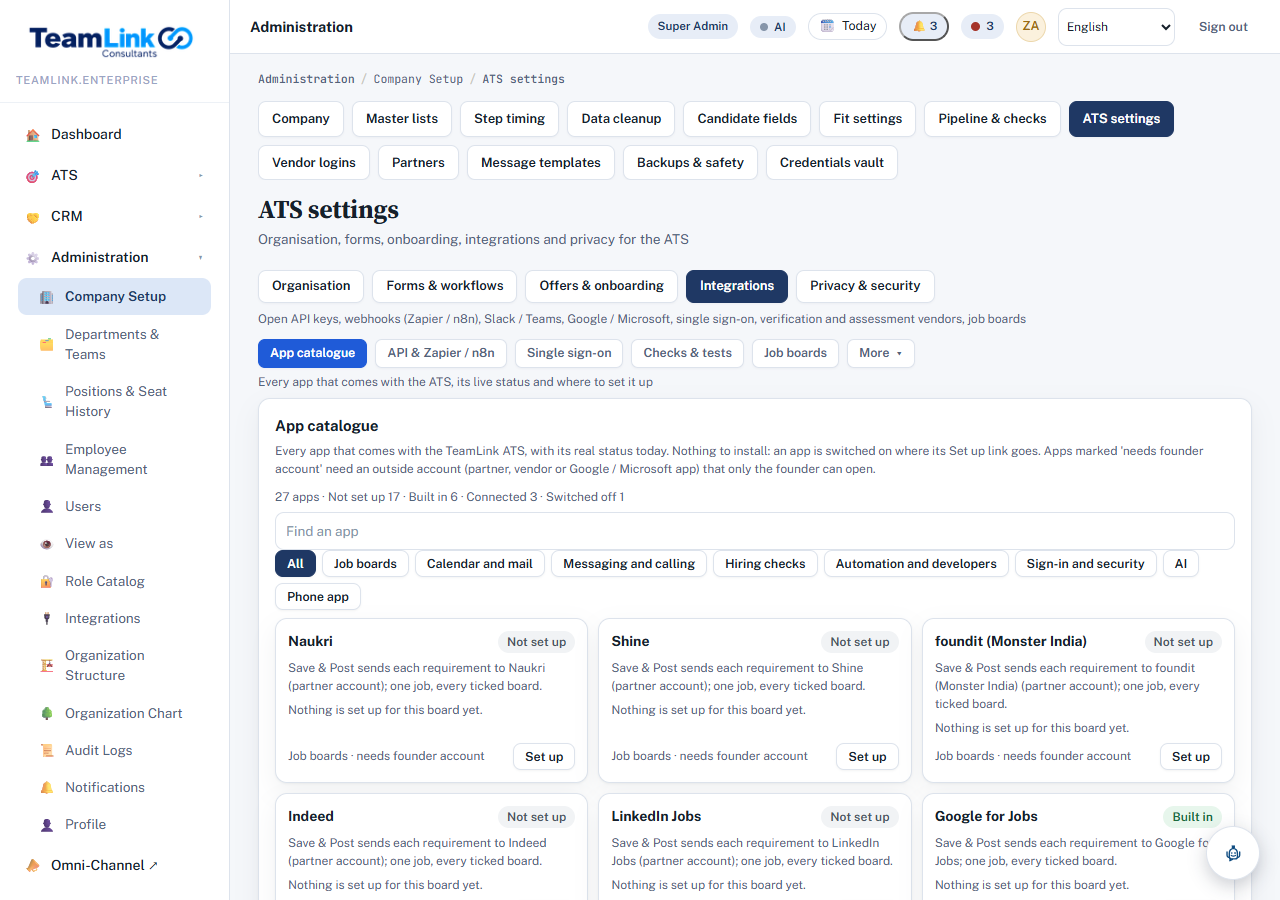 TeamLink
Consultants
TEAMLINK.ENTERPRISE
Dashboard
ATS
CRM
Administration
Company Setup
Departments &
Teams
Positions & Seat
History
Employee
Management
Users
View as
Role Catalog
Integrations
Organization
Structure
Organization Chart
Audit Logs
Notifications
Profile
Omni-Channel ↗
Administration
Super Admin
AI
Today
3
3
ZA
English
Sign out
Administration / Company Setup / ATS settings
Company
Master lists
Step timing
Data cleanup
Candidate fields
Fit settings
Pipeline & checks
ATS settings
Vendor logins
Partners
Message templates
Backups & safety
Credentials vault
ATS settings
Organisation, forms, onboarding, integrations and privacy for the ATS
Organisation
Forms & workflows
Offers & onboarding
Integrations
Privacy & security
Open API keys, webhooks (Zapier / n8n), Slack / Teams, Google / Microsoft, single sign-on, verification and assessment vendors, job boards
App catalogue
API & Zapier / n8n
Single sign-on
Checks & tests
Job boards
More
Every app that comes with the ATS, its live status and where to set it up
App catalogue
Every app that comes with the TeamLink ATS, with its real status today. Nothing to install: an app is switched on where its Set up link goes. Apps marked 'needs founder
account' need an outside account (partner, vendor or Google / Microsoft app) that only the founder can open.
27 apps · Not set up 17 · Built in 6 · Connected 3 · Switched off 1
Find an app
All
Job boards
Calendar and mail
Messaging and calling
Hiring checks
Automation and developers
Sign-in and security
AI
Phone app
Naukri
Not set up
Save & Post sends each requirement to Naukri
(partner account); one job, every ticked board.
Nothing is set up for this board yet.
Job boards · needs founder account
Set up
Shine
Not set up
Save & Post sends each requirement to Shine
(partner account); one job, every ticked board.
Nothing is set up for this board yet.
Job boards · needs founder account
Set up
foundit (Monster India)
Not set up
Save & Post sends each requirement to foundit
(Monster India) (partner account); one job, every
ticked board.
Nothing is set up for this board yet.
Job boards · needs founder account
Set up
Indeed
Not set up
Save & Post sends each requirement to Indeed
(partner account); one job, every ticked board.
Nothing is set up for this board yet.
LinkedIn Jobs
Not set up
Save & Post sends each requirement to LinkedIn
Jobs (partner account); one job, every ticked board.
Nothing is set up for this board yet.
Google for Jobs
Built in
Save & Post sends each requirement to Google
Jobs; one job, every ticked board.
Nothing is set up for this board yet.